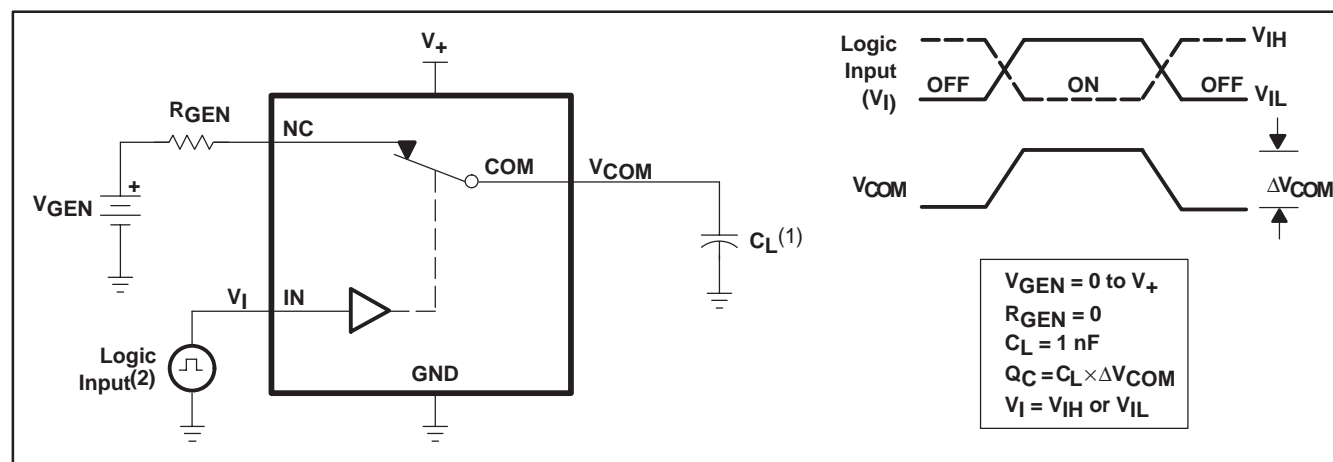 V+
RGEN
NC
COM
VCOM
VGEN
+
CL(1)
VI
IN
Logic
Input(2)
GND
Logic
Input
(VI)
VIH
OFF
ON
OFF
VIL
VCOM
ΔVCOM
VGEN = 0 to V+
RGEN = 0
CL = 1 nF
QC = CL × ΔVCOM
VI = VIH or VIL